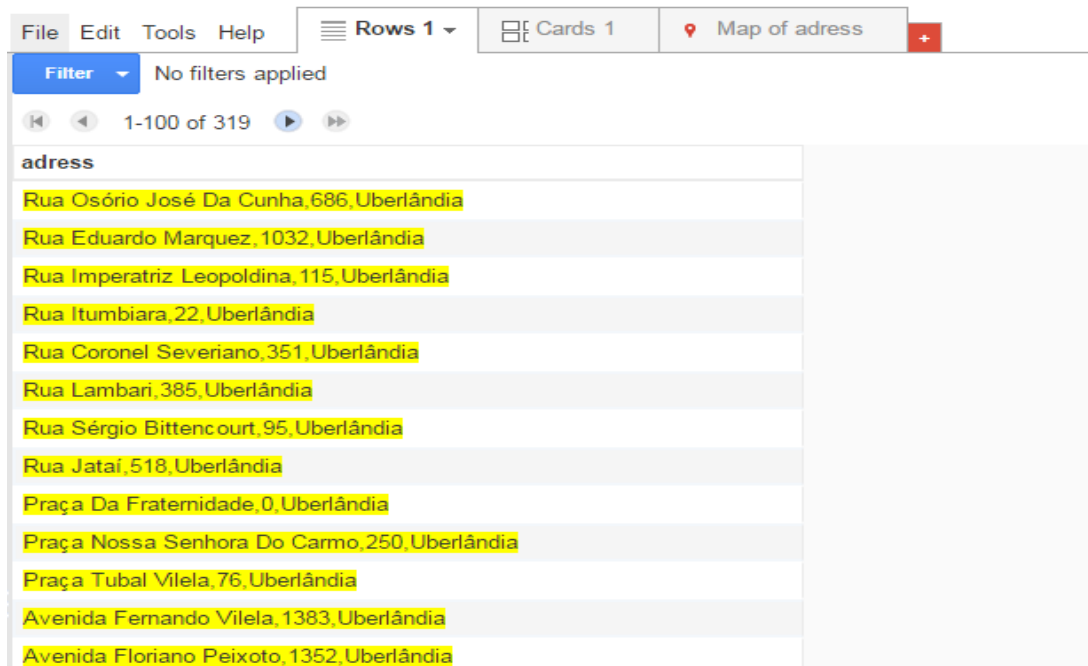 File Edit Tools Help Rows 1 Cards 1 Map of adress +
Filter No filters applied
1-100 of 319
adress
Rua Osório José Da Cunha,686,Uberlândia
Rua Eduardo Marquez,1032,Uberlândia
Rua Imperatriz Leopoldina,115,Uberlândia
Rua Itumbiara,22,Uberlândia
Rua Coronel Severiano,351,Uberlândia
Rua Lambari,385,Uberlândia
Rua Sérgio Bittencourt,95,Uberlândia
Rua Jataí,518,Uberlândia
Praça Da Fraternidade,0,Uberlândia
Praça Nossa Senhora Do Carmo,250,Uberlândia
Praça Tubal Vilela,76,Uberlândia
Avenida Fernando Vilela,1383,Uberlândia
Avenida Floriano Peixoto,1352,Uberlândia